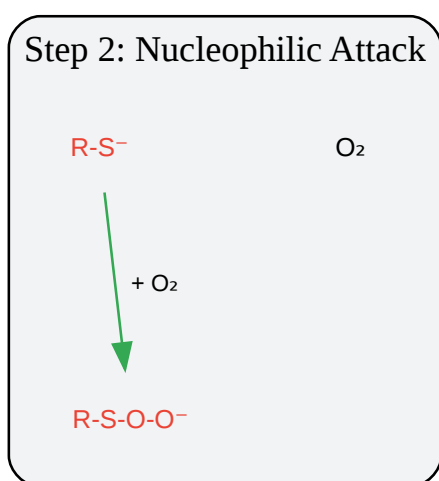 Step 2: Nucleophilic Attack
R-S⁻ O₂
+ O₂
R-S-O-O⁻